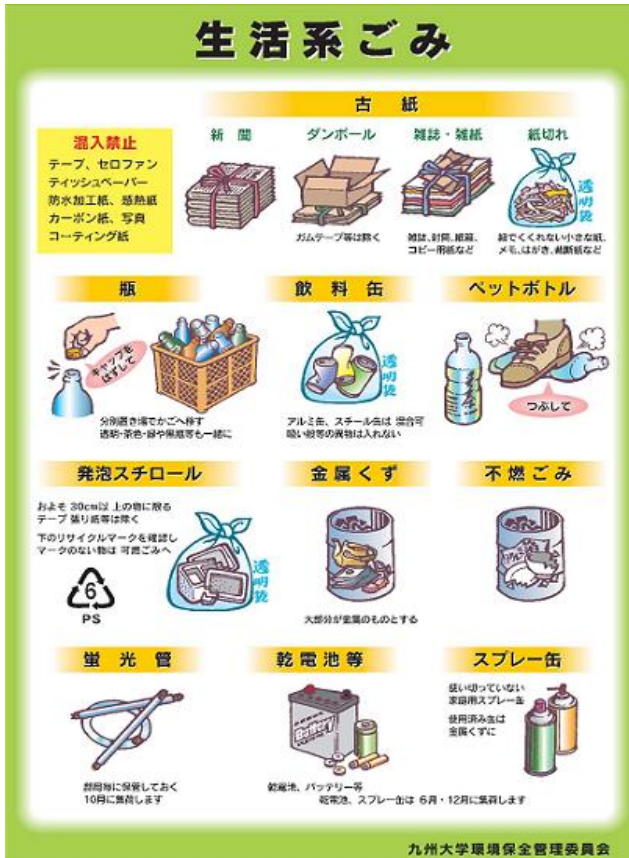 生活系ごみ
古紙
混入禁止
テープ、セロファン
ティッシュペーパー
防水加工紙、感熱紙
カーボン紙、写真
コーティング紙
新聞
ダンボール
ガムテープ等は除く
雑誌・雑紙
雑誌、封筒、紙箱、
コピー用紙など
紙切れ
透明袋
紐でくくれない小さな紙、
メモ、はがき、裁断紙など
瓶
キャップを
はずして
分別置き場でかごへ移す
透明・茶色・緑や黒瓶等も一緒に
飲料缶
透明袋
アルミ缶、スチール缶は 混合可
吸い殻等の異物は入れない
ペットボトル
つぶして
発泡スチロール
およそ 30cm以 上の物に限る
テープ 張り紙等は除く
下のリサイクルマークを確認し
マークのない物は 可燃ごみへ
6
PS
透明袋
金属くず
大部分が金属のものとする
不燃ごみ
蛍光管
部局毎に保管しておく
10月に集荷します
乾電池等
Battery
乾電池、バッテリー等
乾電池、スプレー缶は 6月・12月に集荷します
スプレー缶
使い切っていない
家庭用スプレー缶
使用済み缶は
金属くずに
九州大学環境保全管理委員会